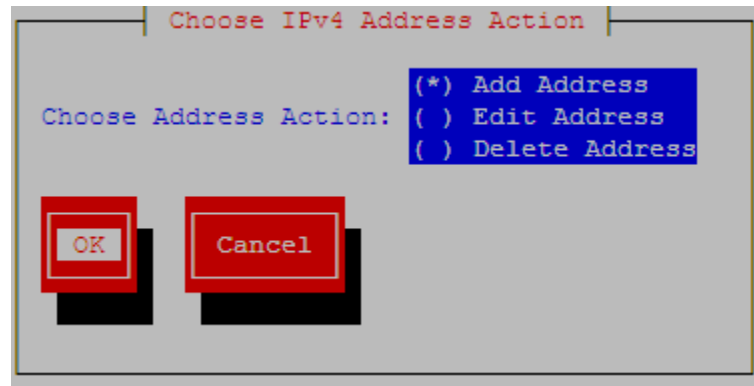 Choose IPv4 Address Action
(*) Add Address
Choose Address Action: ( ) Edit Address
( ) Delete Address
OK Cancel